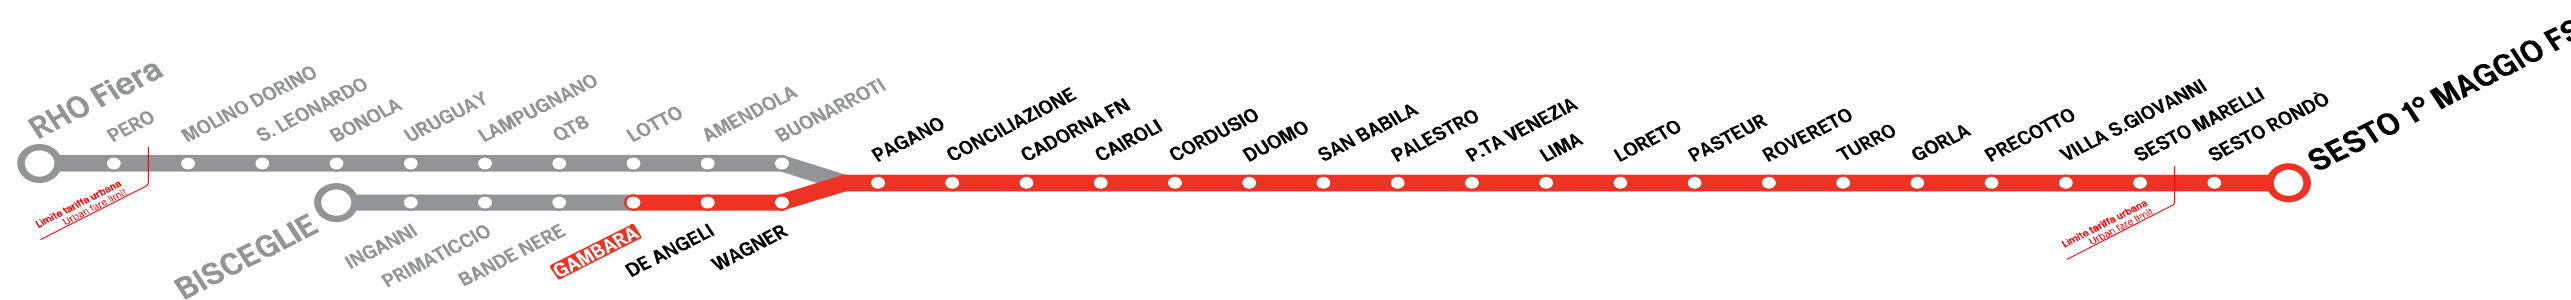 RHO Fiera
PERO
MOLINO DORINO
S. LEONARDO
BONOLA
URUGUAY
LAMPUGNANO
QT8
LOTTO
AMENDOLA
BUONARROTI
PAGANO
CONCILIAZIONE
CADORNA FN
CAIROLI
CORDUSIO
DUOMO
SAN BABILA
PALESTRO
P.TA VENEZIA
LIMA
LORETO
PASTEUR
ROVERETO
TURRO
GORLA
PRECOTTO
VILLA S.GIOVANNI
SESTO MARELLI
SESTO RONDÒ
SESTO 1° MAGGIO FS
Limite tariffa urbana
Urban fare limit
BISCEGLIE
INGANNI
PRIMATICCIO
BANDE NERE
GAMBARA
DE ANGELI
WAGNER
Limite tariffa urbana
Urban fare limit